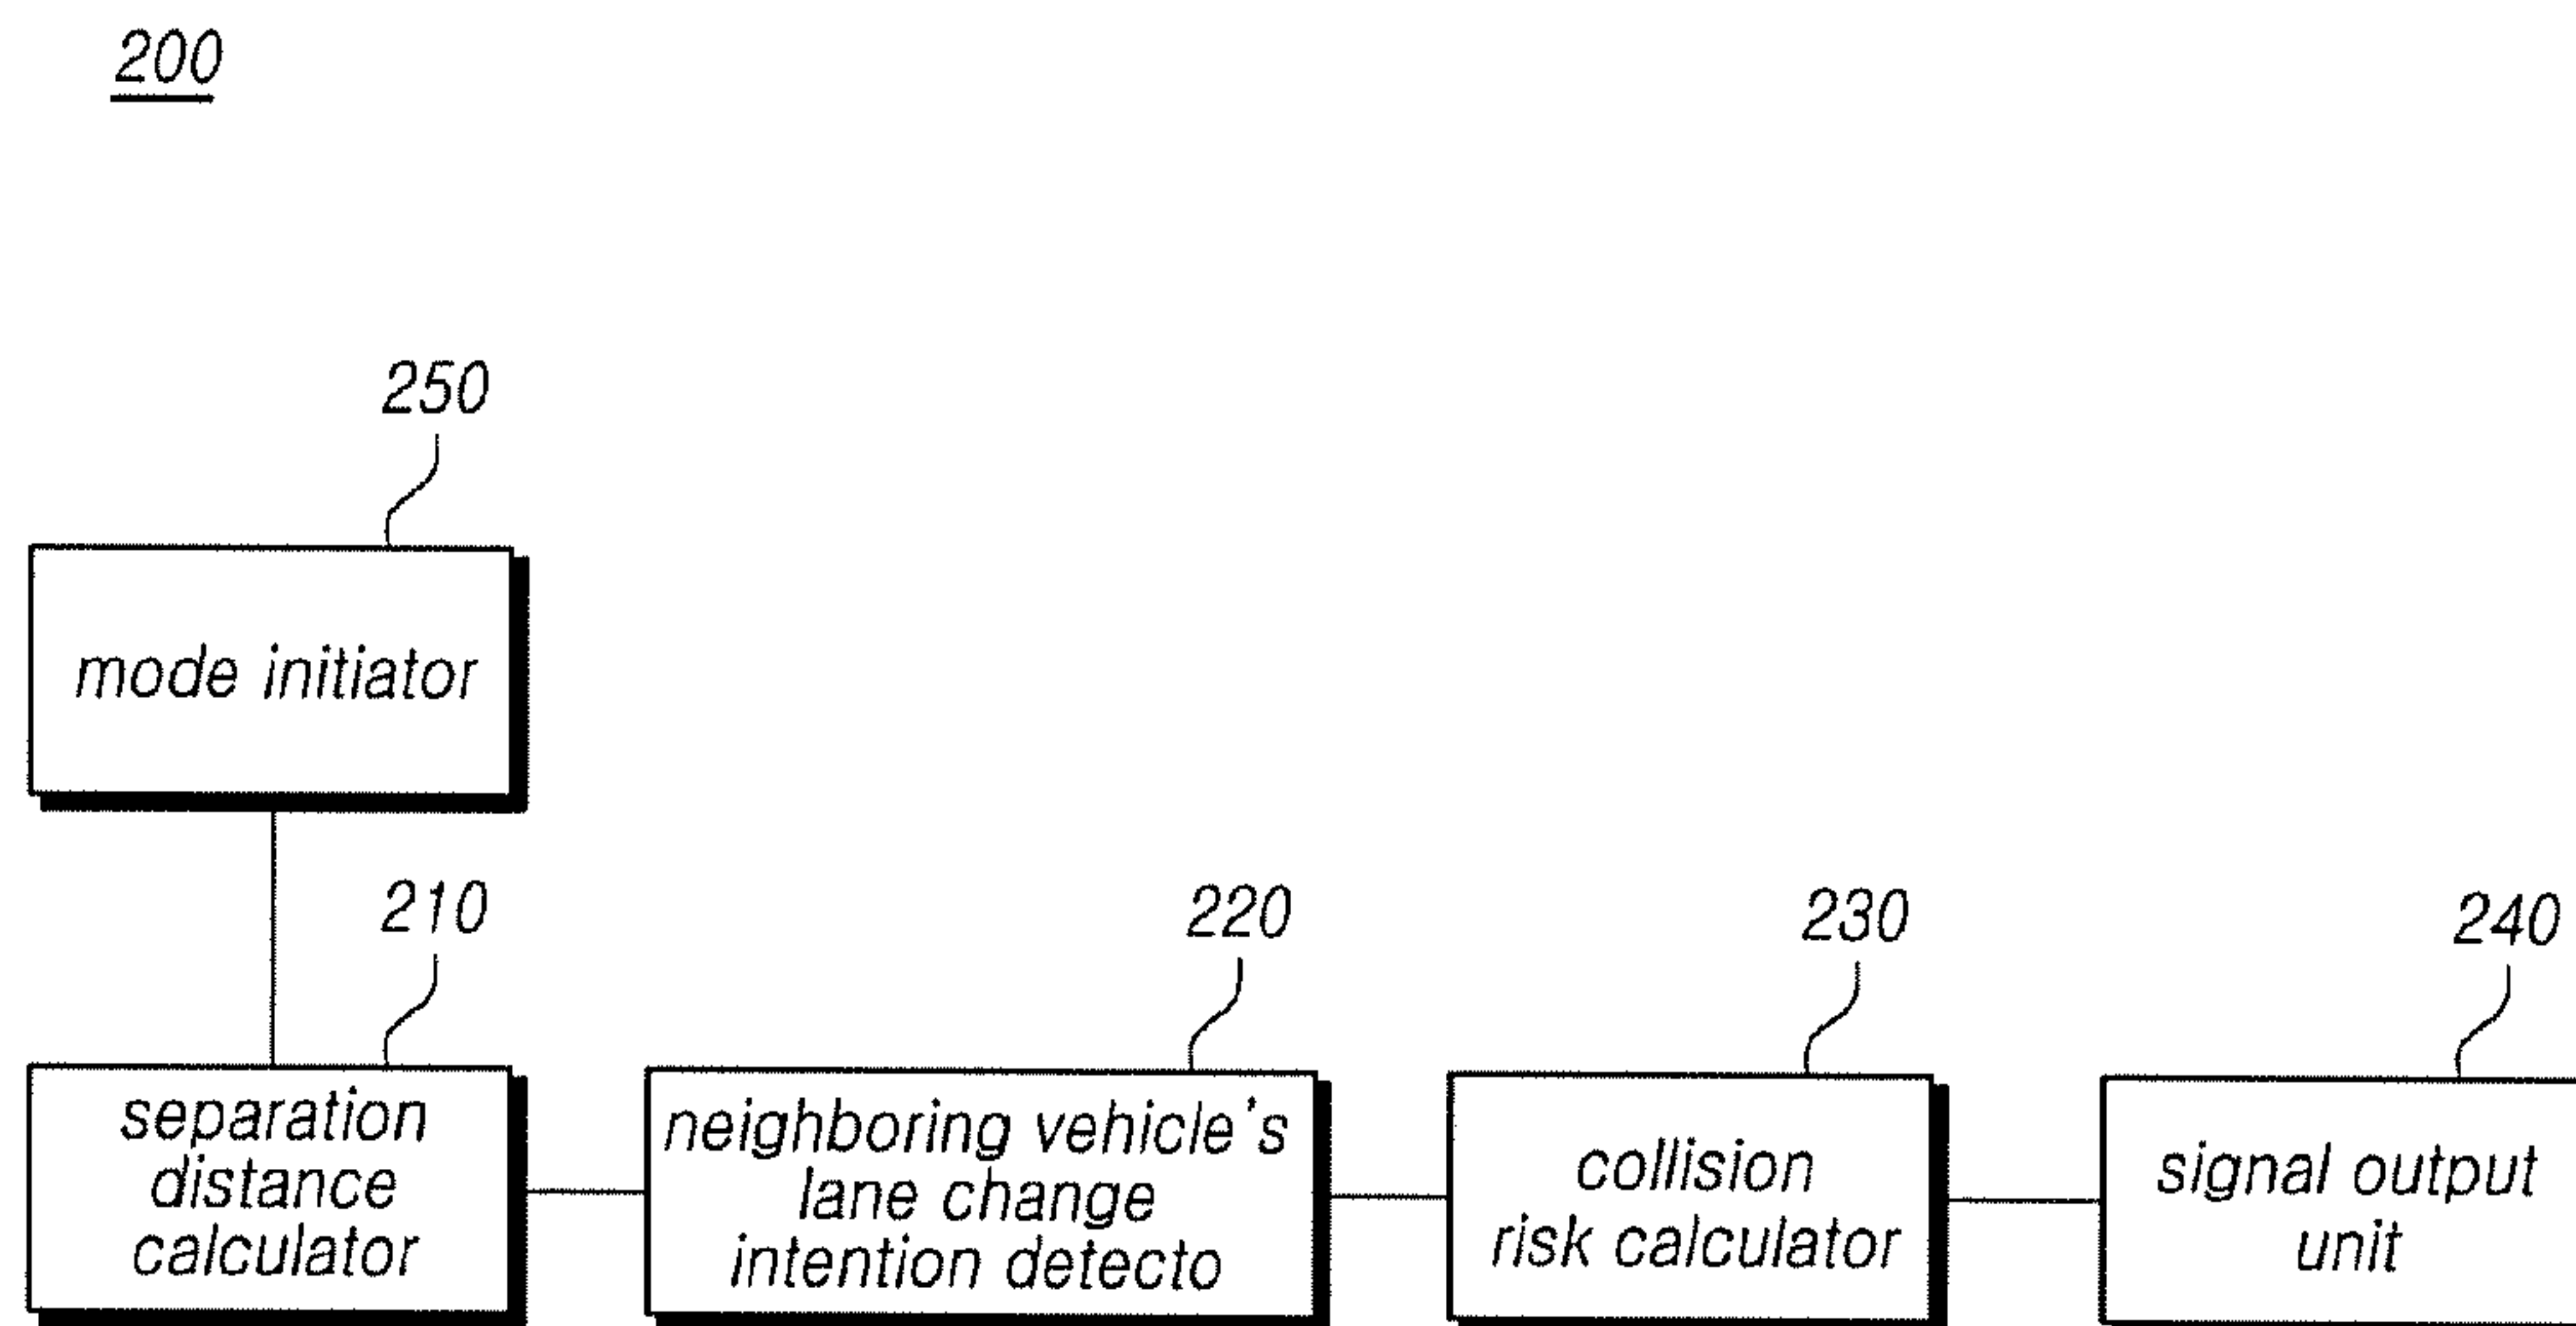 200
250
mode initiator
210
220
230
240
separation
distance
calculator
neighboring vehicle's
lane change
intention detecto
collision
risk calculator
signal output
unit